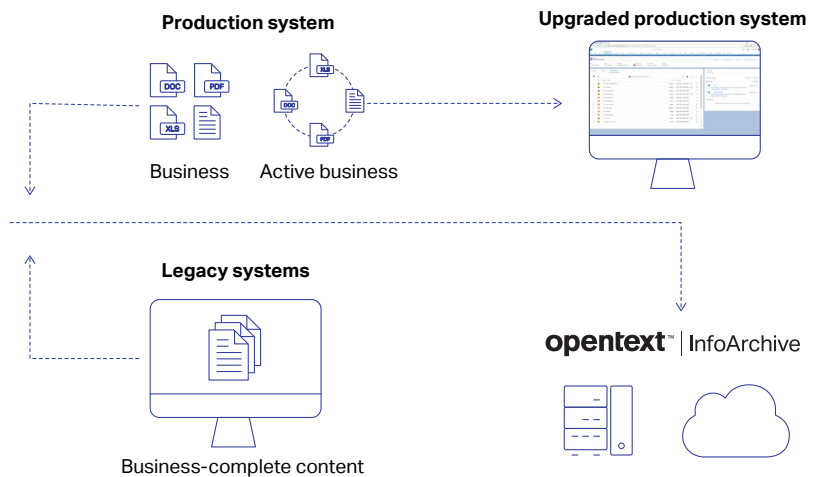 Production system
Upgraded production system
DOC
PDF
XLS
XLS
DOC
PDF
Business
Active business
Legacy systems
opentext™ | InfoArchive
Business-complete content